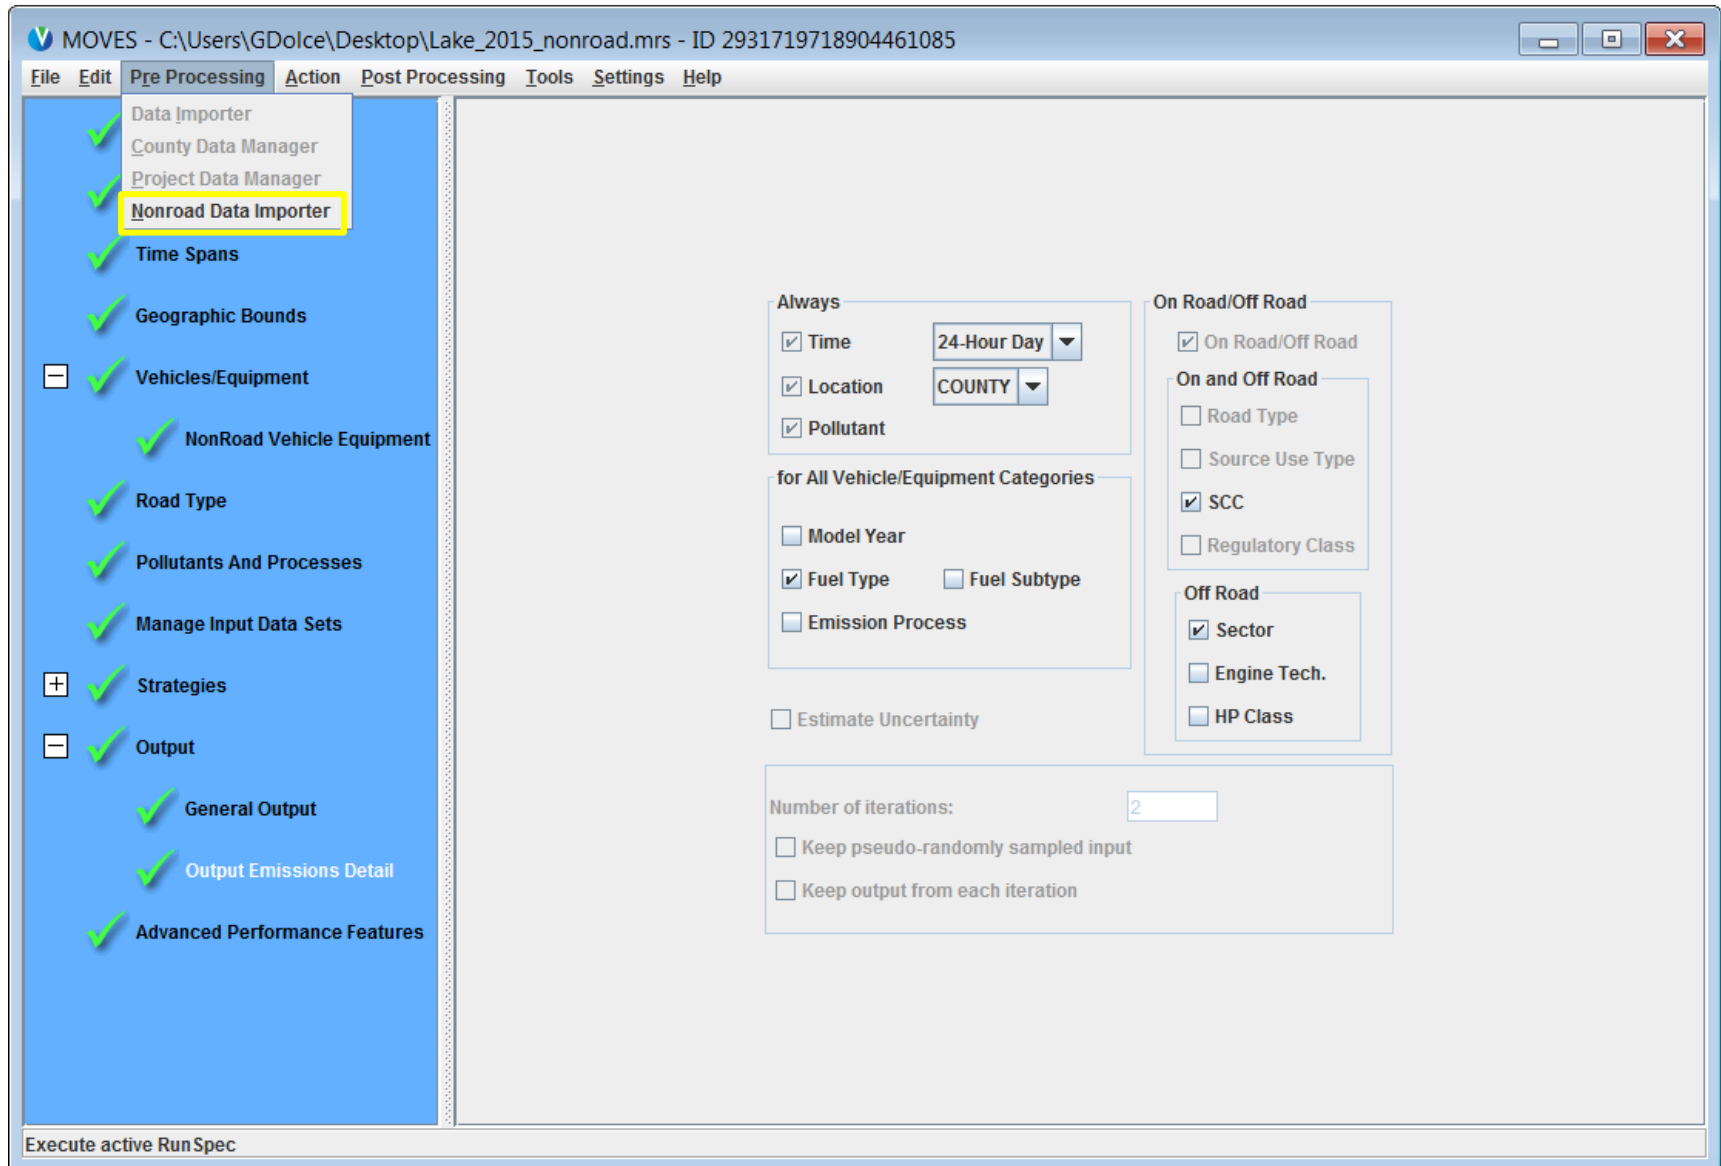 MOVES - C:\Users\GDolce\Desktop\Lake_2015_nonroad.mrs - ID 2931719718904461085
File Edit Pre Processing Action Post Processing Tools Settings Help
Data Importer
County Data Manager
Project Data Manager
Nonroad Data Importer
Time Spans
Geographic Bounds
Vehicles/Equipment
NonRoad Vehicle Equipment
Road Type
Pollutants And Processes
Manage Input Data Sets
Strategies
Output
General Output
Output Emissions Detail
Advanced Performance Features
Always
Time 24-Hour Day
Location COUNTY
Pollutant
for All Vehicle/Equipment Categories
Model Year
Fuel Type Fuel Subtype
Emission Process
Estimate Uncertainty
On Road/Off Road
On Road/Off Road
On and Off Road
Road Type
Source Use Type
SCC
Regulatory Class
Off Road
Sector
Engine Tech.
HP Class
Number of iterations: 2
Keep pseudo-randomly sampled input
Keep output from each iteration
Execute active RunSpec